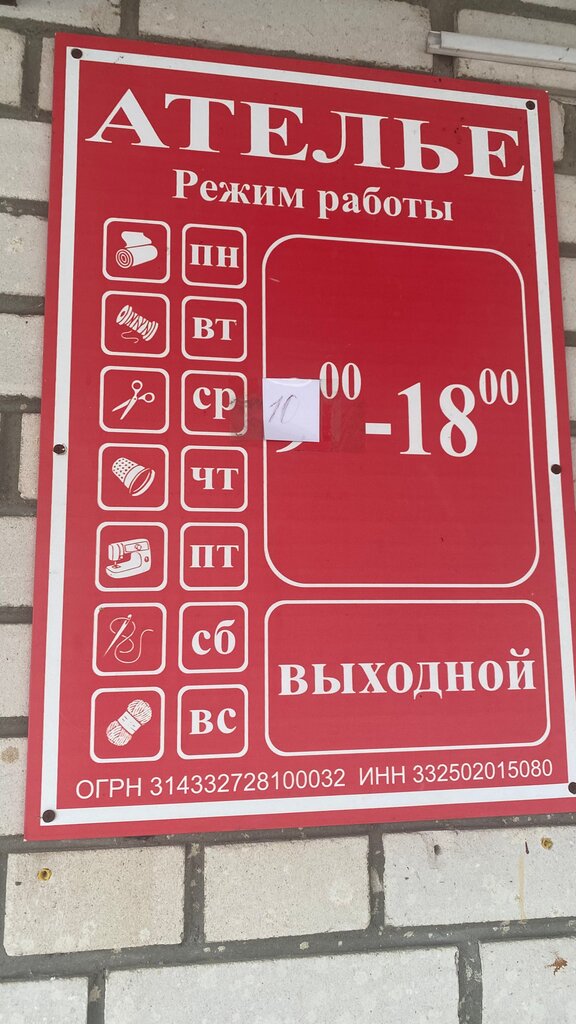 АТЕЛЬЕ
Режим работы
пн
вт
ср
10 00 -18 00
чт
пт
сб
выходной
вс
ОГРН 314332728100032 ИНН 332502015080